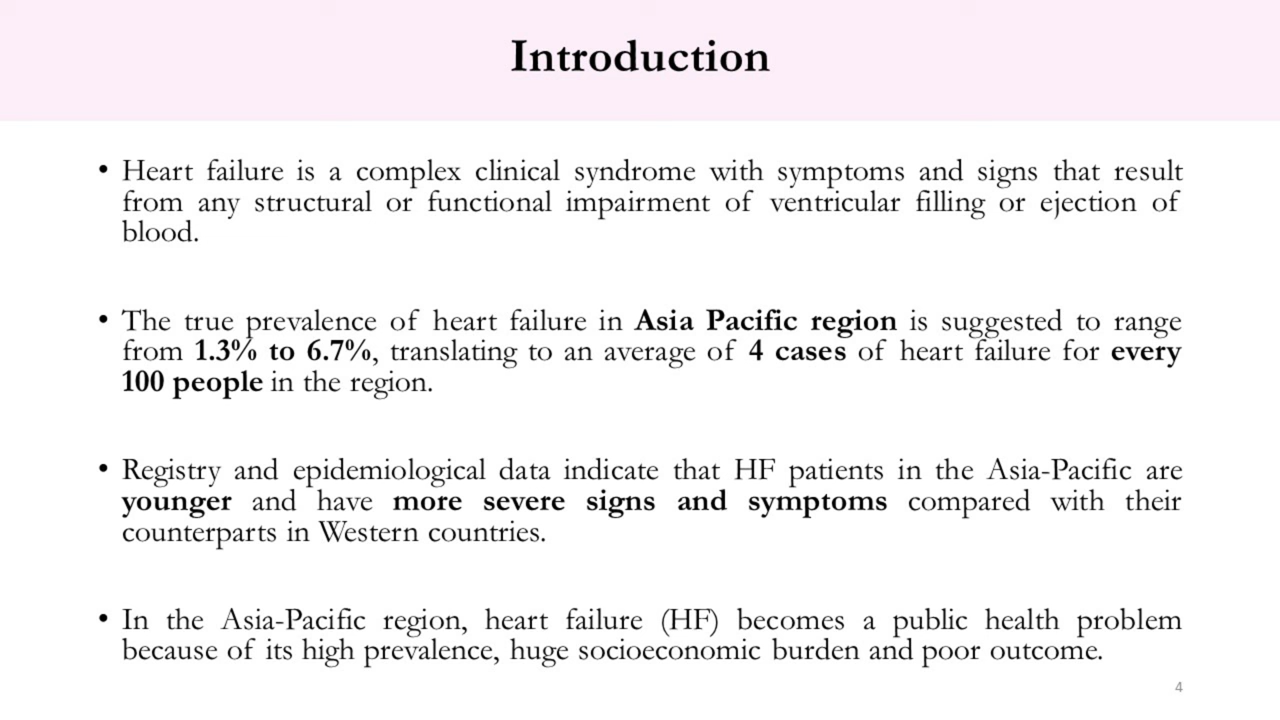 Introduction
• Heart failure is a complex clinical syndrome with symptoms and signs that result
from any structural or functional impairment of ventricular filling or ejection of
blood.
• The true prevalence of heart failure in Asia Pacific region is suggested to range
from 1.3% to 6.7%, translating to an average of 4 cases of heart failure for every
100 people in the region.
• Registry and epidemiological data indicate that HF patients in the Asia-Pacific are
younger and have more severe signs and symptoms compared with their
counterparts in Western countries.
• In the Asia-Pacific region, heart failure (HF) becomes a public health problem
because of its high prevalence, huge socioeconomic burden and poor outcome.
4